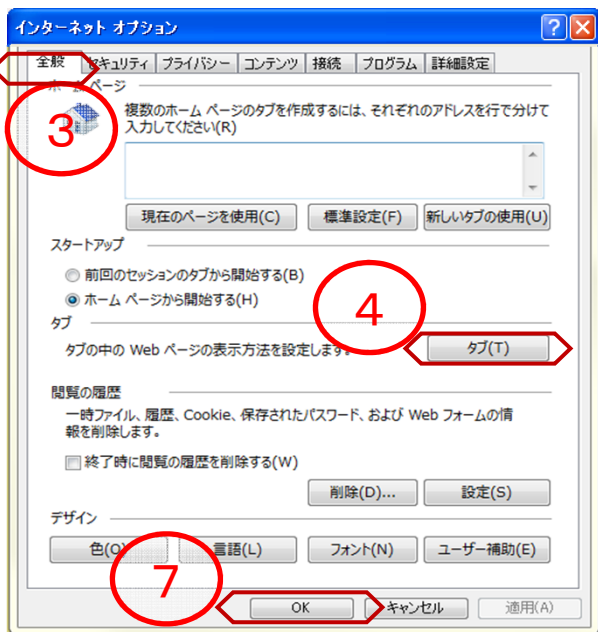 インターネット オプション
全般 セキュリティ プライバシー コンテンツ 接続 プログラム 詳細設定
ホーム ページ
3
複数のホーム ページのタブを作成するには、それぞれのアドレスを行で分けて
入力してください(R)
現在のページを使用(C) 標準設定(F) 新しいタブの使用(U)
スタートアップ
前回のセッションのタブから開始する(B)
ホーム ページから開始する(H)
4
タブ
タブの中の Web ページの表示方法を設定します。 タブ(T)
閲覧の履歴
一時ファイル、履歴、Cookie、保存されたパスワード、および Web フォームの情
報を削除します。
終了時に閲覧の履歴を削除する(W)
削除(D)... 設定(S)
デザイン
色(O) 言語(L) フォント(N) ユーザー補助(E)
7
OK キャンセル 適用(A)